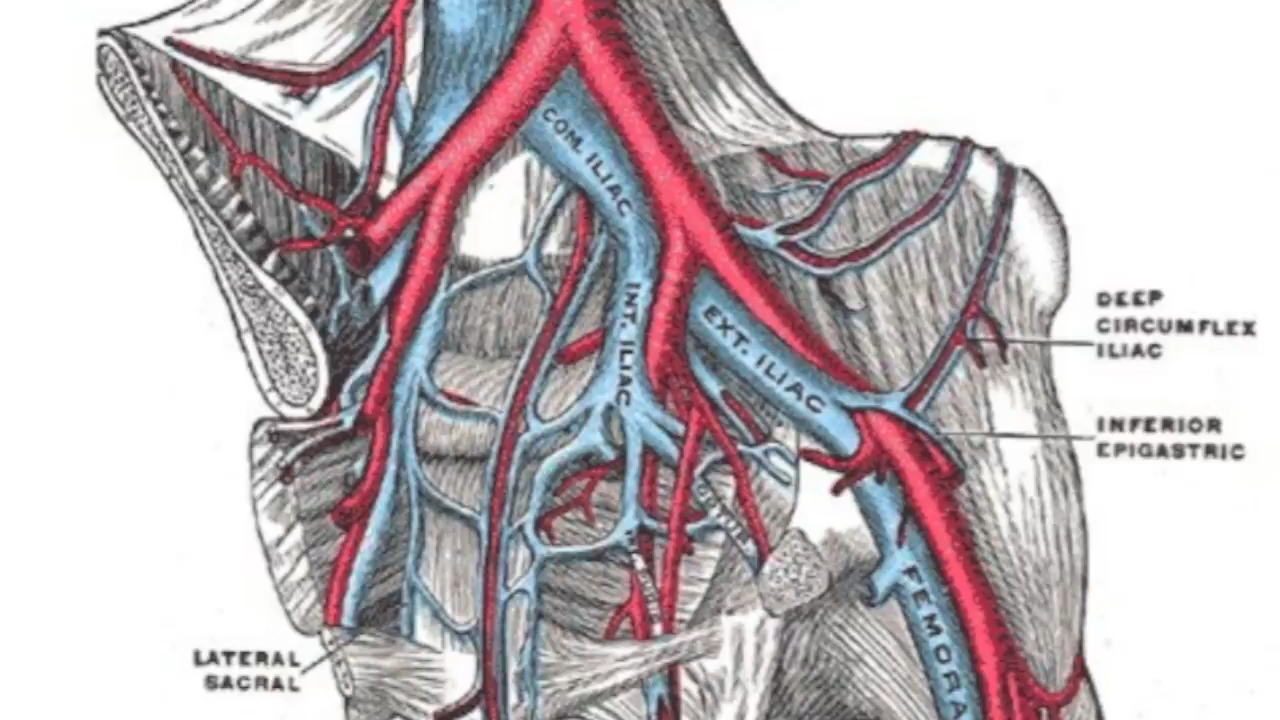 COM. ILIAC
INT. ILIAC
EXT. ILIAC
DEEP
CIRCUMFLEX
ILIAC
INFERIOR
EPIGASTRIC
FEMORA
LATERAL
SACRAL